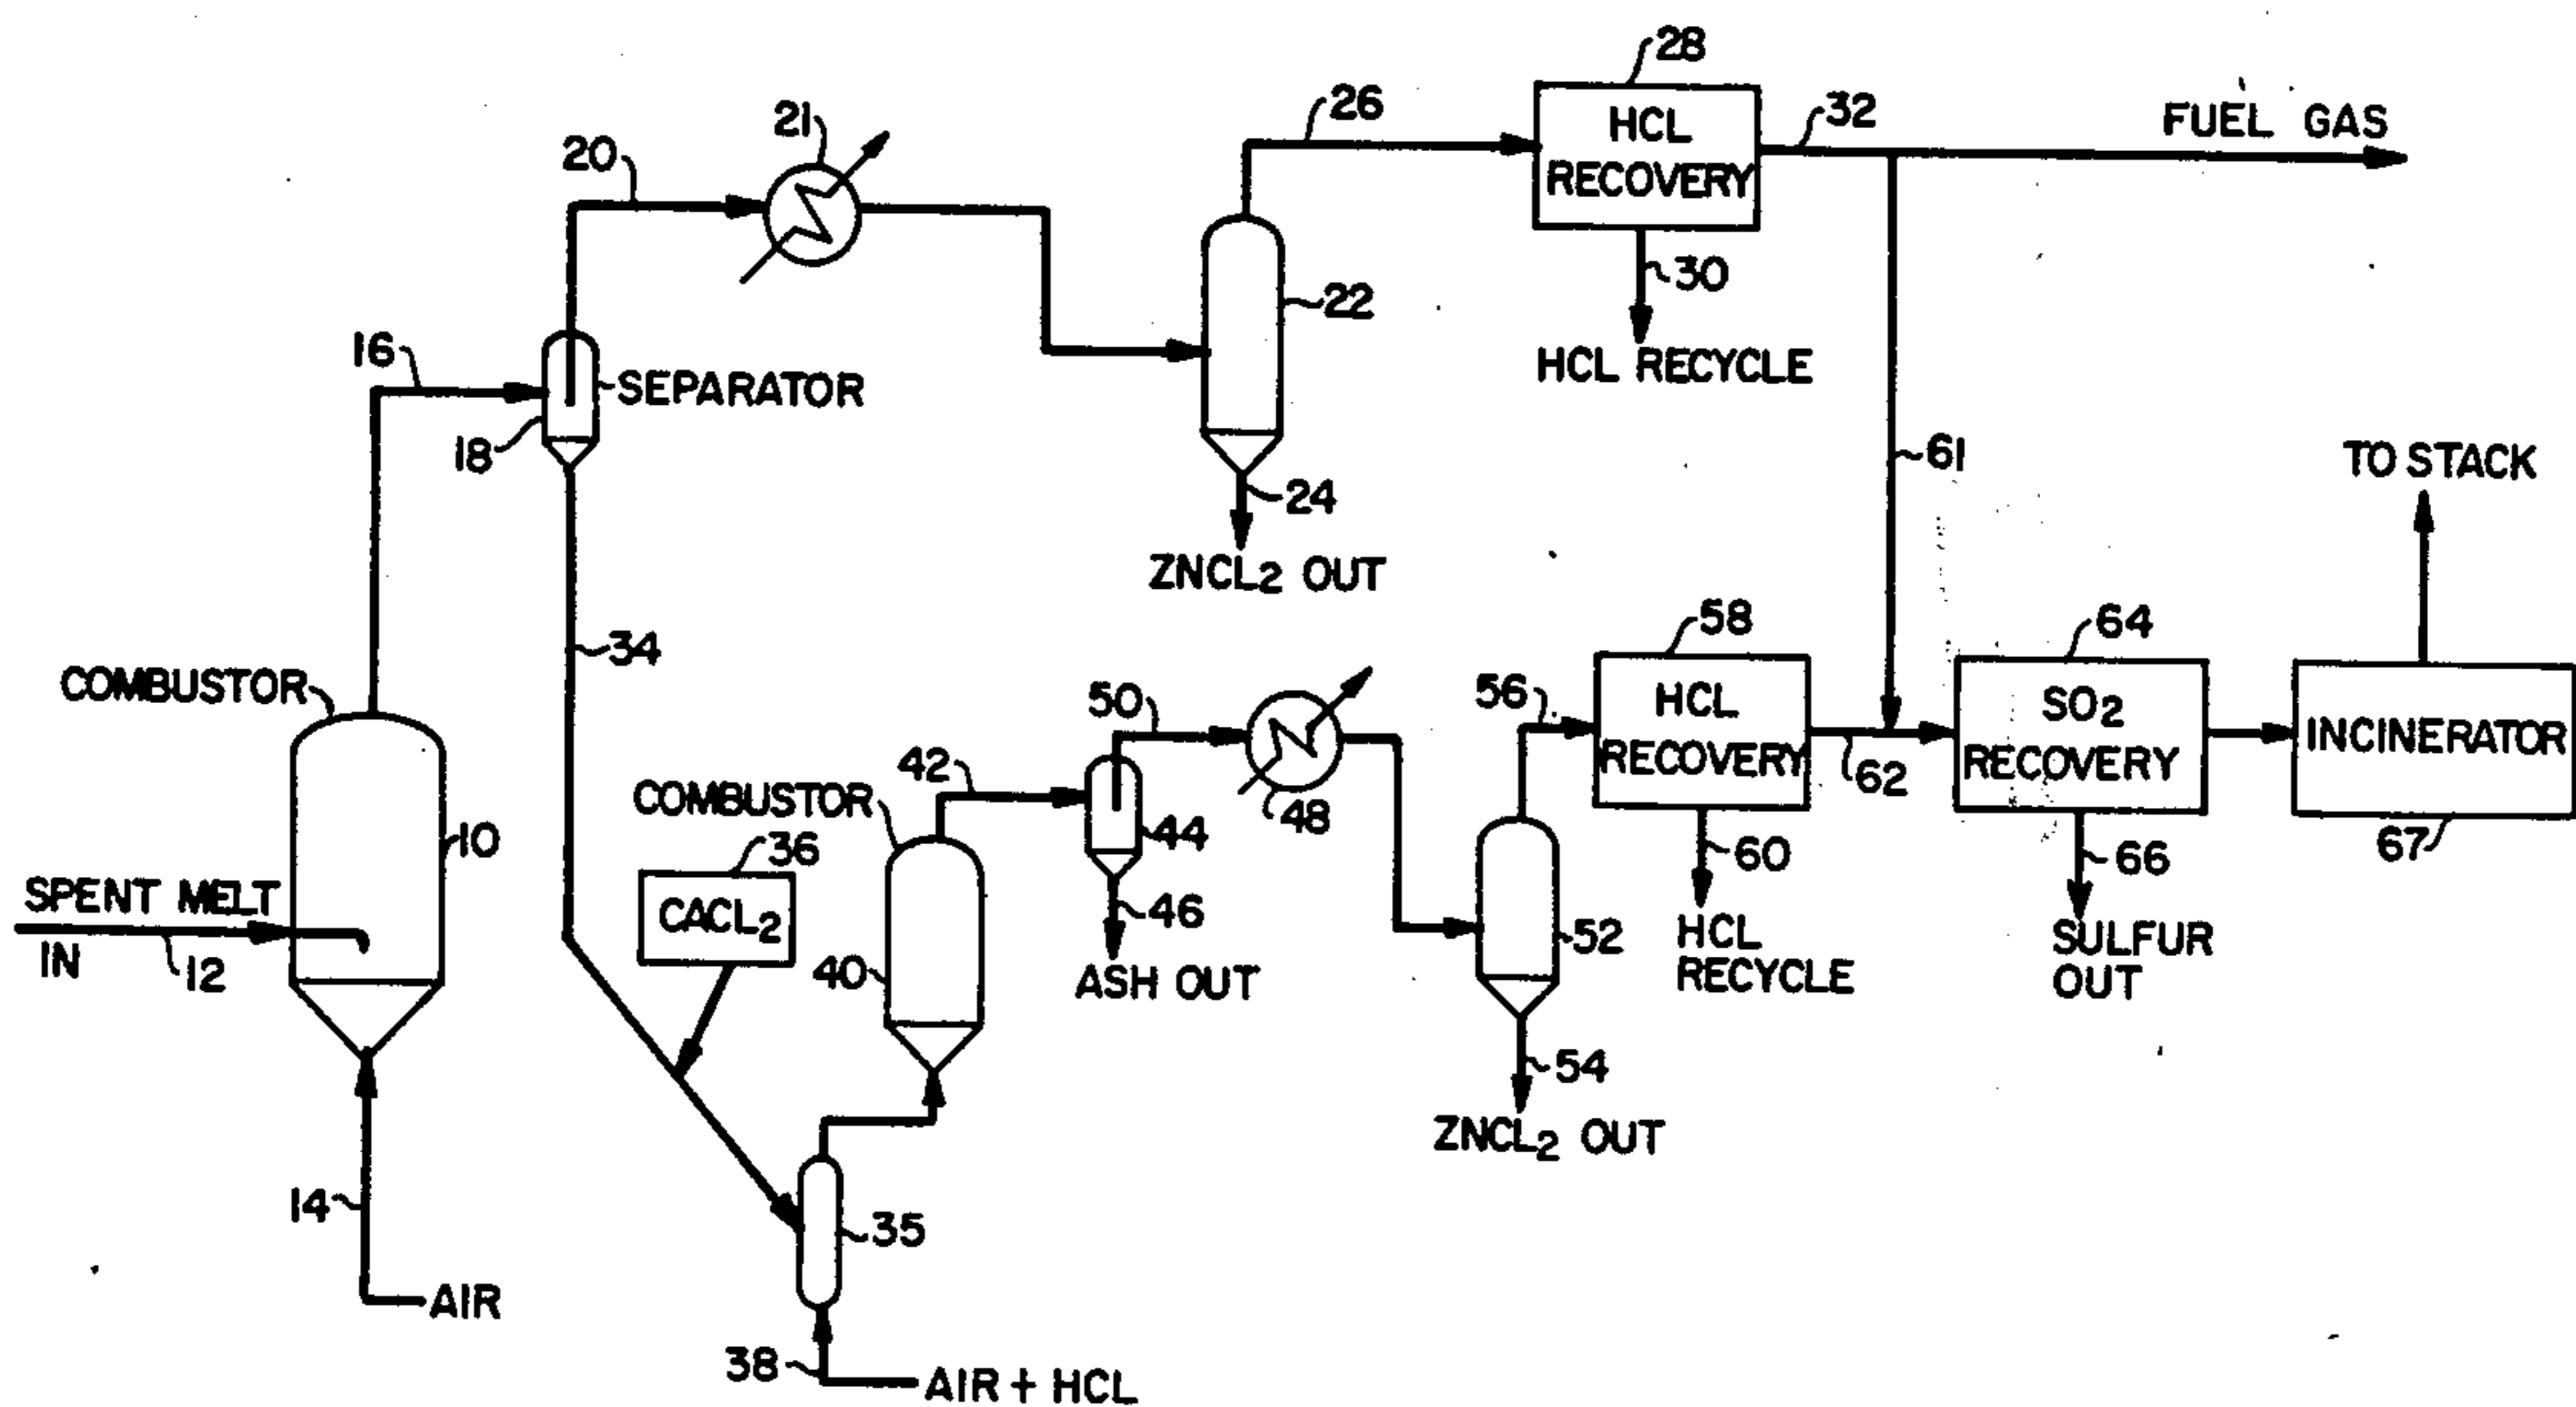 28
HCL
RECOVERY
32
FUEL GAS
26
21
20
30
HCL RECYCLE
22
16
SEPARATOR
18
24
ZNCL2 OUT
61
TO STACK
34
COMBUSTOR
10
SPENT MELT
IN
12
14
AIR
COMBUSTOR
36
CACL2
40
42
50
44
46
ASH OUT
48
35
38
AIR + HCL
56
58
HCL
RECOVERY
62
60
HCL
RECYCLE
52
54
ZNCL2 OUT
64
SO2
RECOVERY
66
SULFUR
OUT
INCINERATOR
67